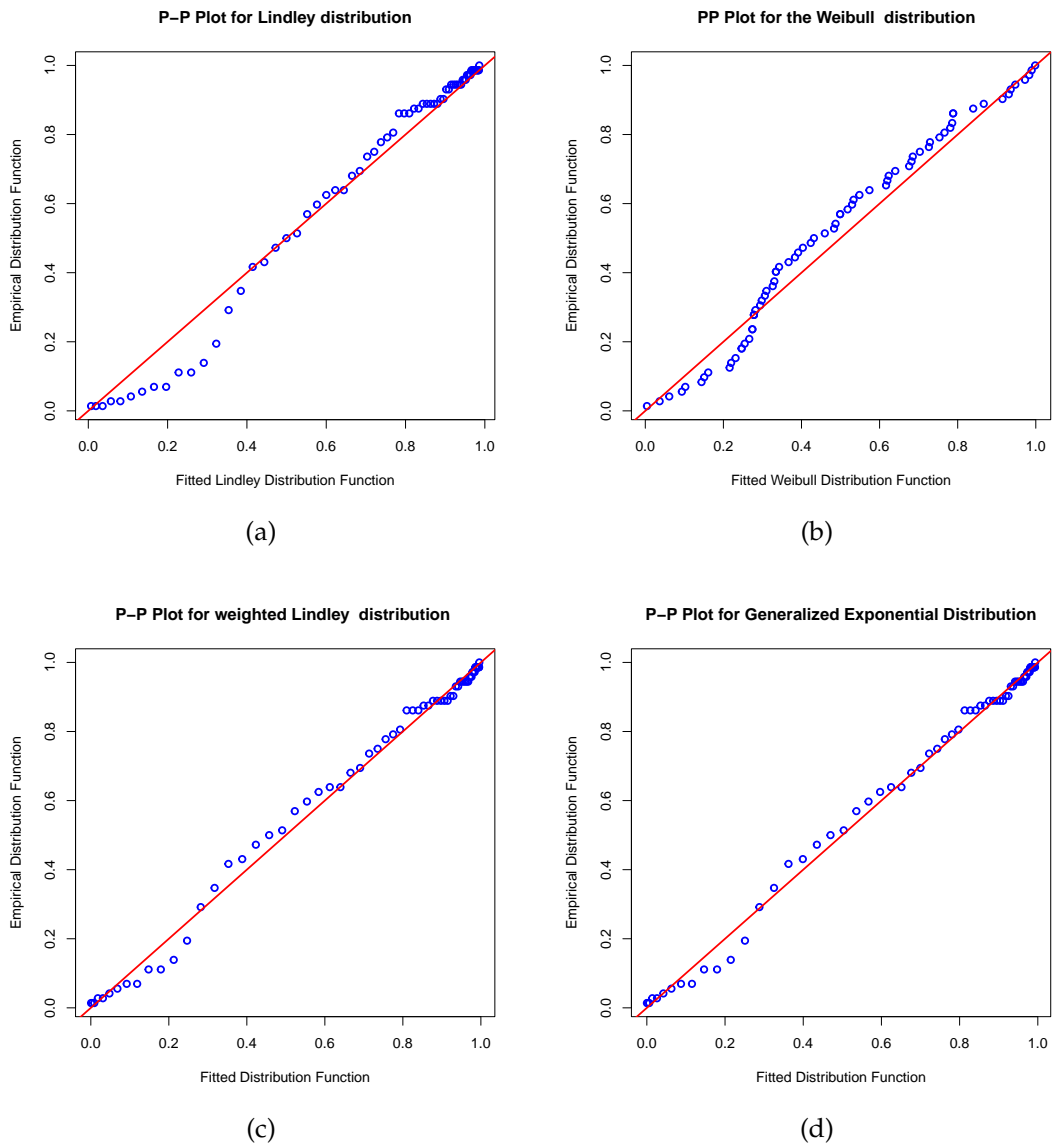 P−P Plot for Lindley distribution
1.0
0.8
0.6
0.4
0.2
0.0
Empirical Distribution Function
0.0 0.2 0.4 0.6 0.8 1.0
Fitted Lindley Distribution Function
(a)
PP Plot for the Weibull distribution
1.0
0.8
0.6
0.4
0.2
0.0
Empirical Distribution Function
0.0 0.2 0.4 0.6 0.8 1.0
Fitted Weibull Distribution Function
(b)
P−P Plot for weighted Lindley distribution
1.0
0.8
0.6
0.4
0.2
0.0
Empirical Distribution Function
0.0 0.2 0.4 0.6 0.8 1.0
Fitted Distribution Function
(c)
P−P Plot for Generalized Exponential Distribution
1.0
0.8
0.6
0.4
0.2
0.0
Empirical Distribution Function
0.0 0.2 0.4 0.6 0.8 1.0
Fitted Distribution Function
(d)